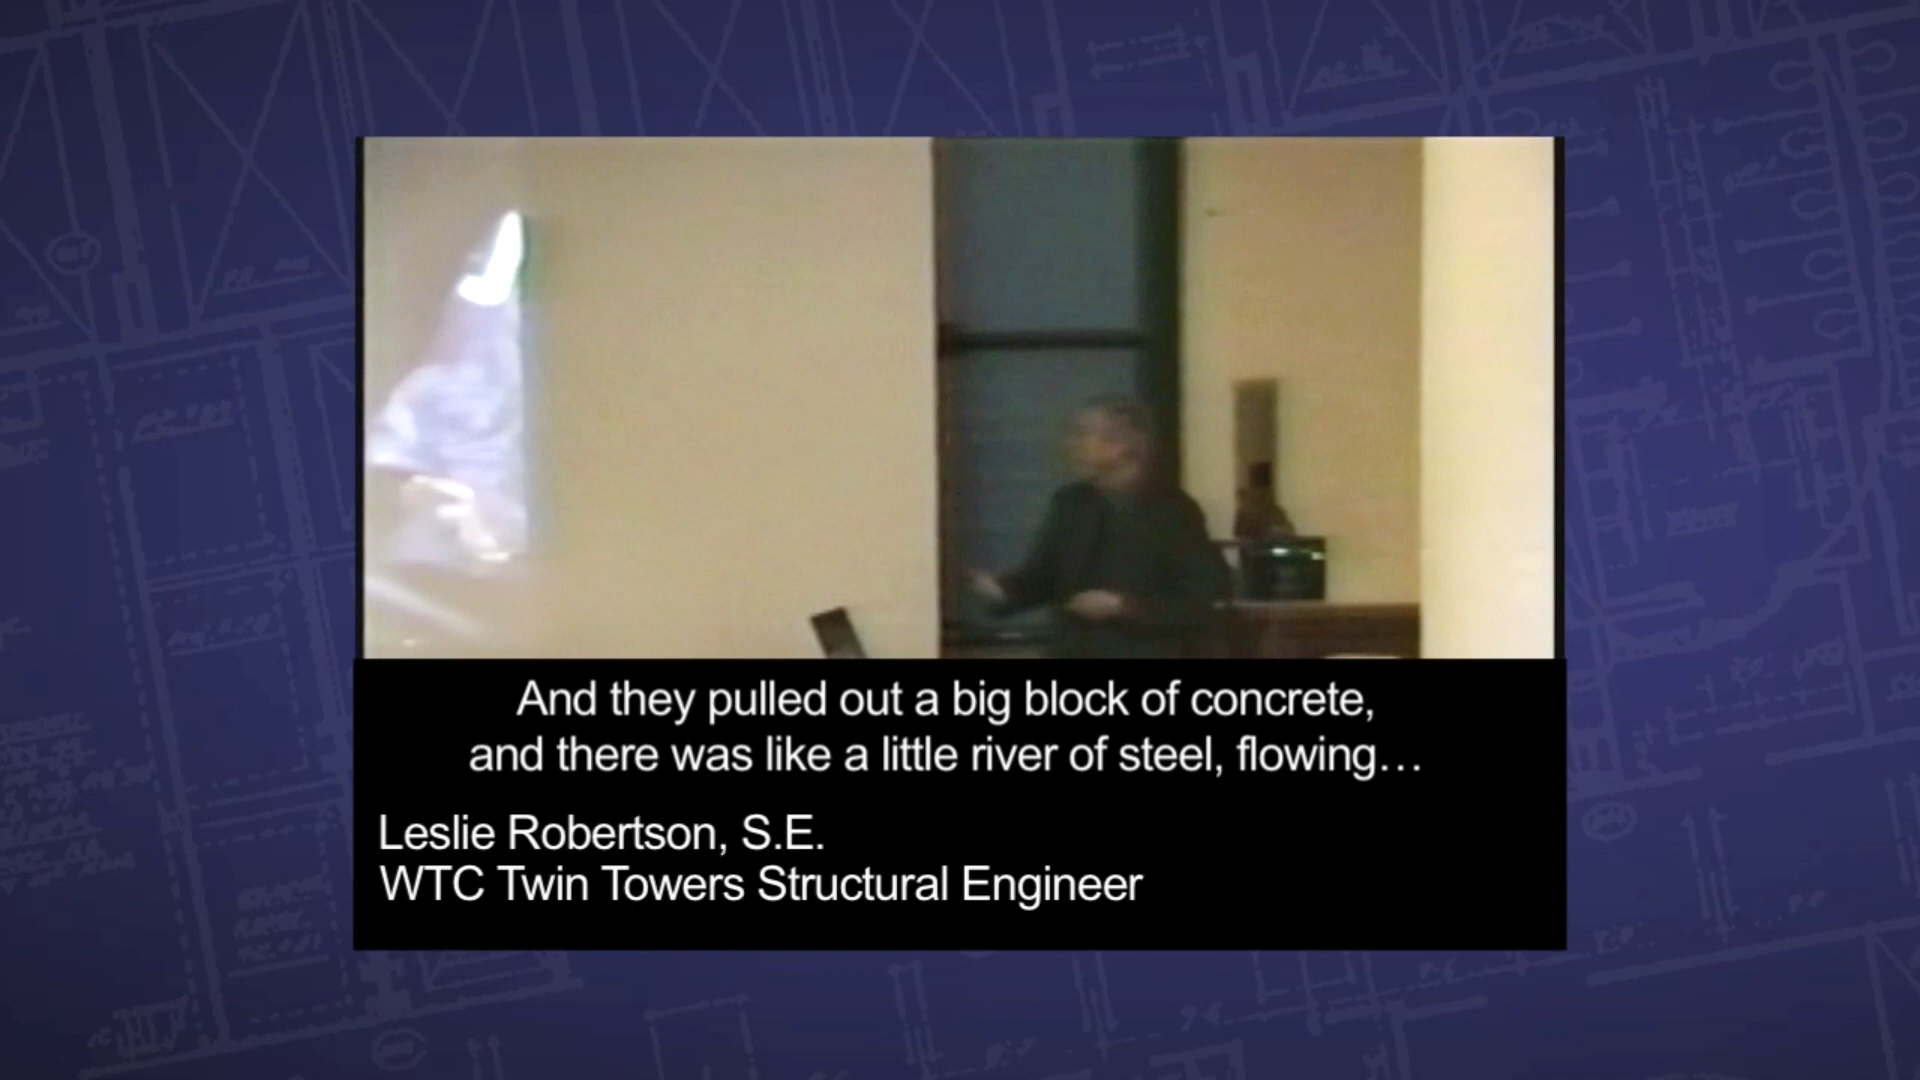 And they pulled out a big block of concrete,
and there was like a little river of steel, flowing…
Leslie Robertson, S.E.
WTC Twin Towers Structural Engineer